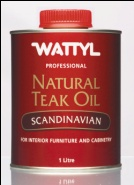 WATTYL
PROFESSIONAL
NATURAL
TEAK OIL
SCANDINAVIAN
FOR INTERIOR FURNITURE AND CABINETRY
1 Litre